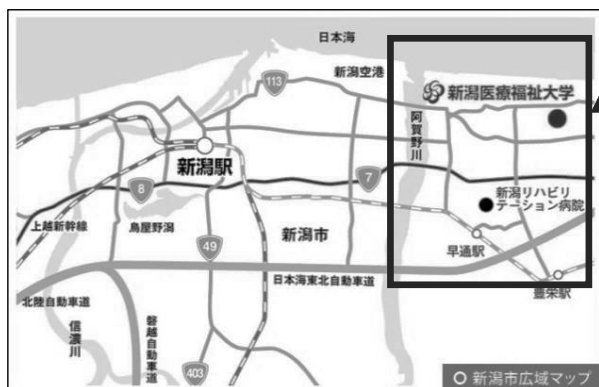 日本海
113
新潟空港
新潟医療福祉大学
阿賀野川
新潟駅
8
7
新潟リハビリ
テーション病院
上越新幹線
鳥屋野潟
49
新潟市
早通駅
日本海東北自動車道
北陸自動車道
豊栄駅
信濃川
磐越自動車道
403
新潟市広域マップ